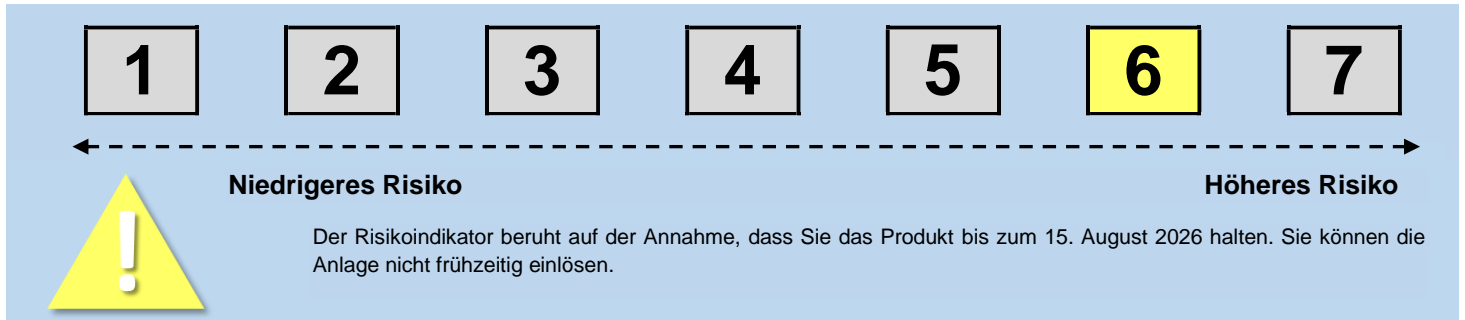 1 2 3 4 5 6 7
Niedrigeres Risiko Höheres Risiko
!
Der Risikoindikator beruht auf der Annahme, dass Sie das Produkt bis zum 15. August 2026 halten. Sie können die
Anlage nicht frühzeitig einlösen.